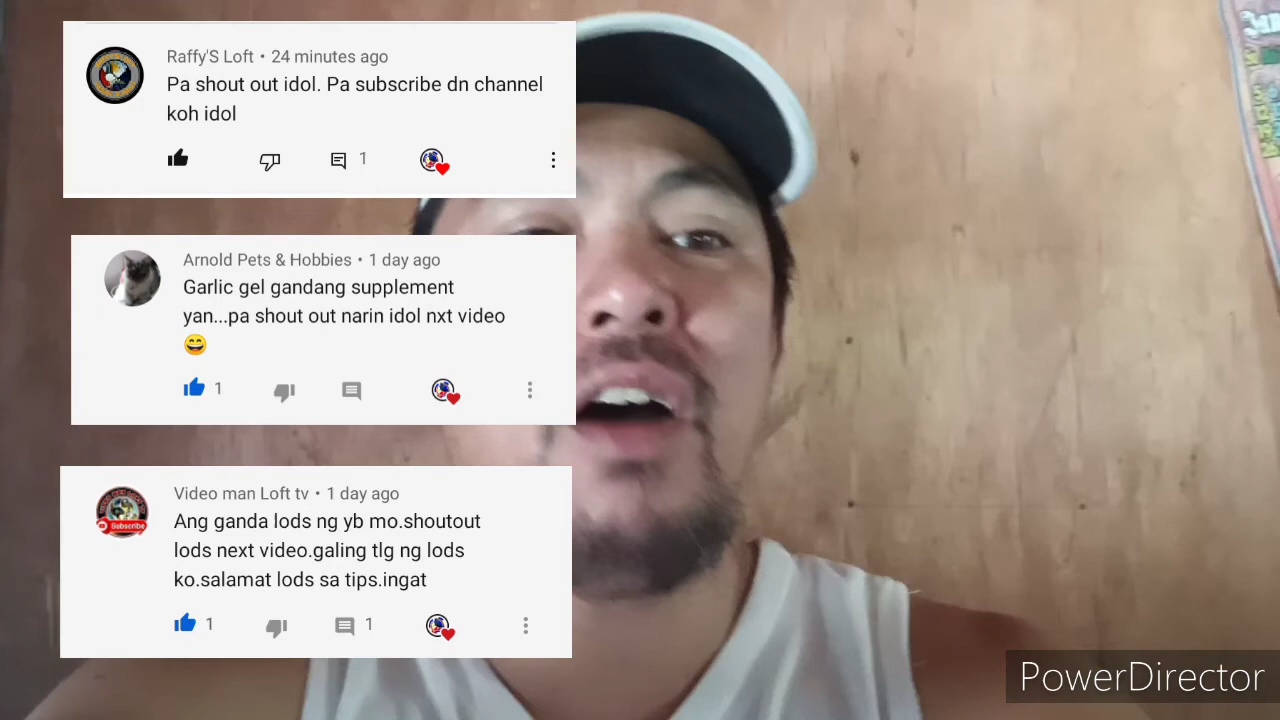 Raffy'S Loft • 24 minutes ago
Pa shout out idol. Pa subscribe dn channel
koh idol
1
Arnold Pets & Hobbies • 1 day ago
Garlic gel gandang supplement
yan...pa shout out narin idol nxt video
😄
1
Video man Loft tv • 1 day ago
Subscribe
Ang ganda lods ng yb mo.shoutout
lods next video.galing tlg ng lods
ko.salamat lods sa tips.ingat
1 1
PowerDirector